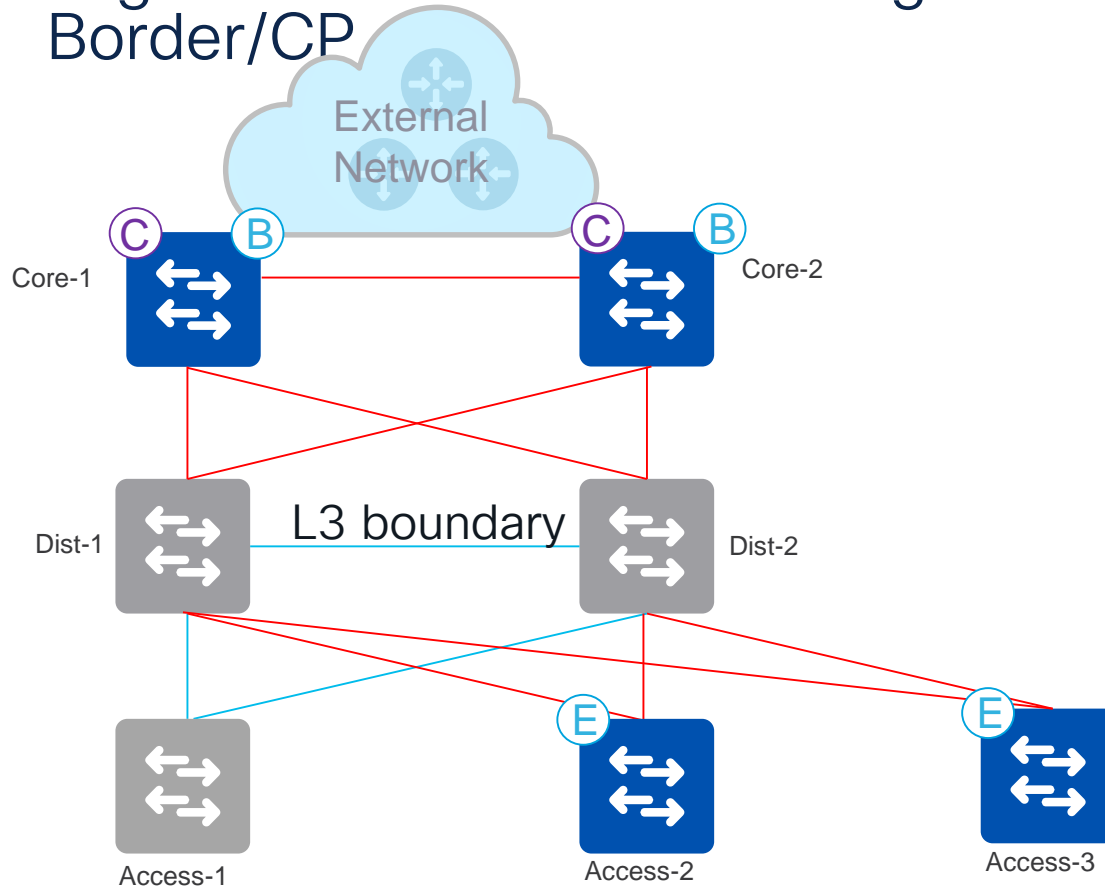 Border/CP
External
Network
C
B
C
B
Core-1
Core-2
L3 boundary
Dist-1
Dist-2
E
E
Access-1
Access-2
Access-3